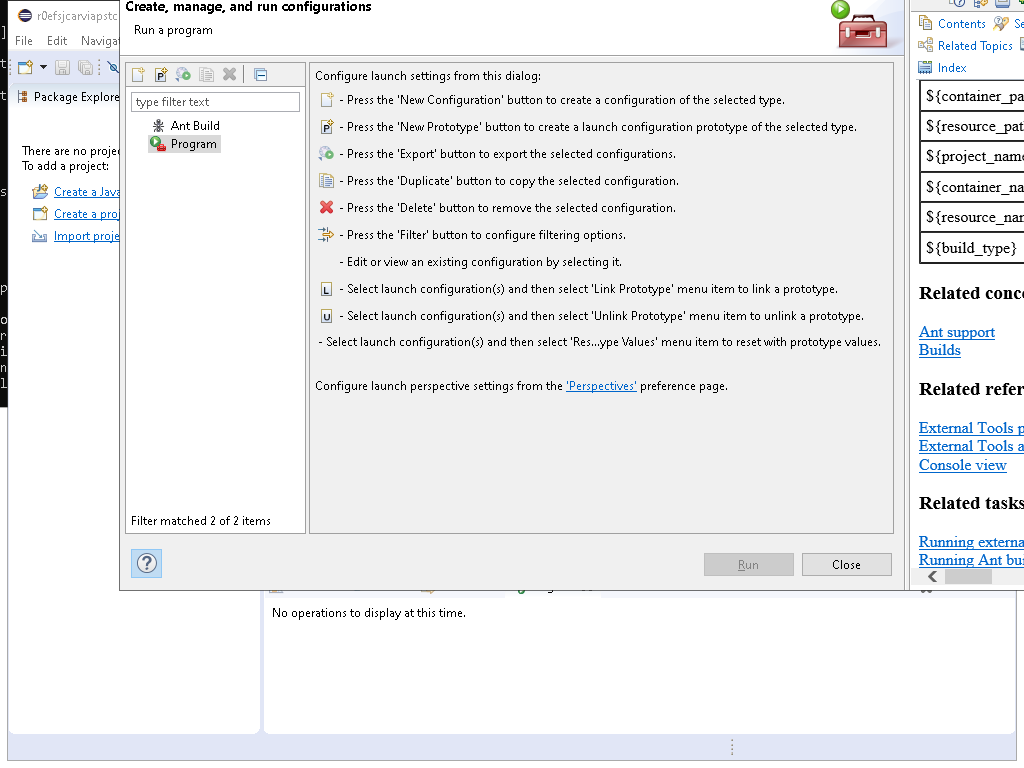 r0efsjcarviapstc
File Edit Naviga
Package Explore
There are no proje
To add a project:
Create a Java
Create a proj
Import proje
Create, manage, and run configurations
Run a program
type filter text
Ant Build
Program
Filter matched 2 of 2 items
Configure launch settings from this dialog:
- Press the 'New Configuration' button to create a configuration of the selected type.
- Press the 'New Prototype' button to create a launch configuration prototype of the selected type.
- Press the 'Export' button to export the selected configurations.
- Press the 'Duplicate' button to copy the selected configuration.
- Press the 'Delete' button to remove the selected configuration.
- Press the 'Filter' button to configure filtering options.
- Edit or view an existing configuration by selecting it.
- Select launch configuration(s) and then select 'Link Prototype' menu item to link a prototype.
- Select launch configuration(s) and then select 'Unlink Prototype' menu item to unlink a prototype.
- Select launch configuration(s) and then select 'Res...ype Values' menu item to reset with prototype values.
Configure launch perspective settings from the 'Perspectives' preference page.
Run Close
Contents Se
Related Topics
Index
${container_pa
${resource_pat
${project_name
${container_na
${resource_nam
${build_type}
Related conce
Ant support
Builds
Related refer
External Tools p
External Tools a
Console view
Related tasks
Running externa
Running Ant bui
No operations to display at this time.